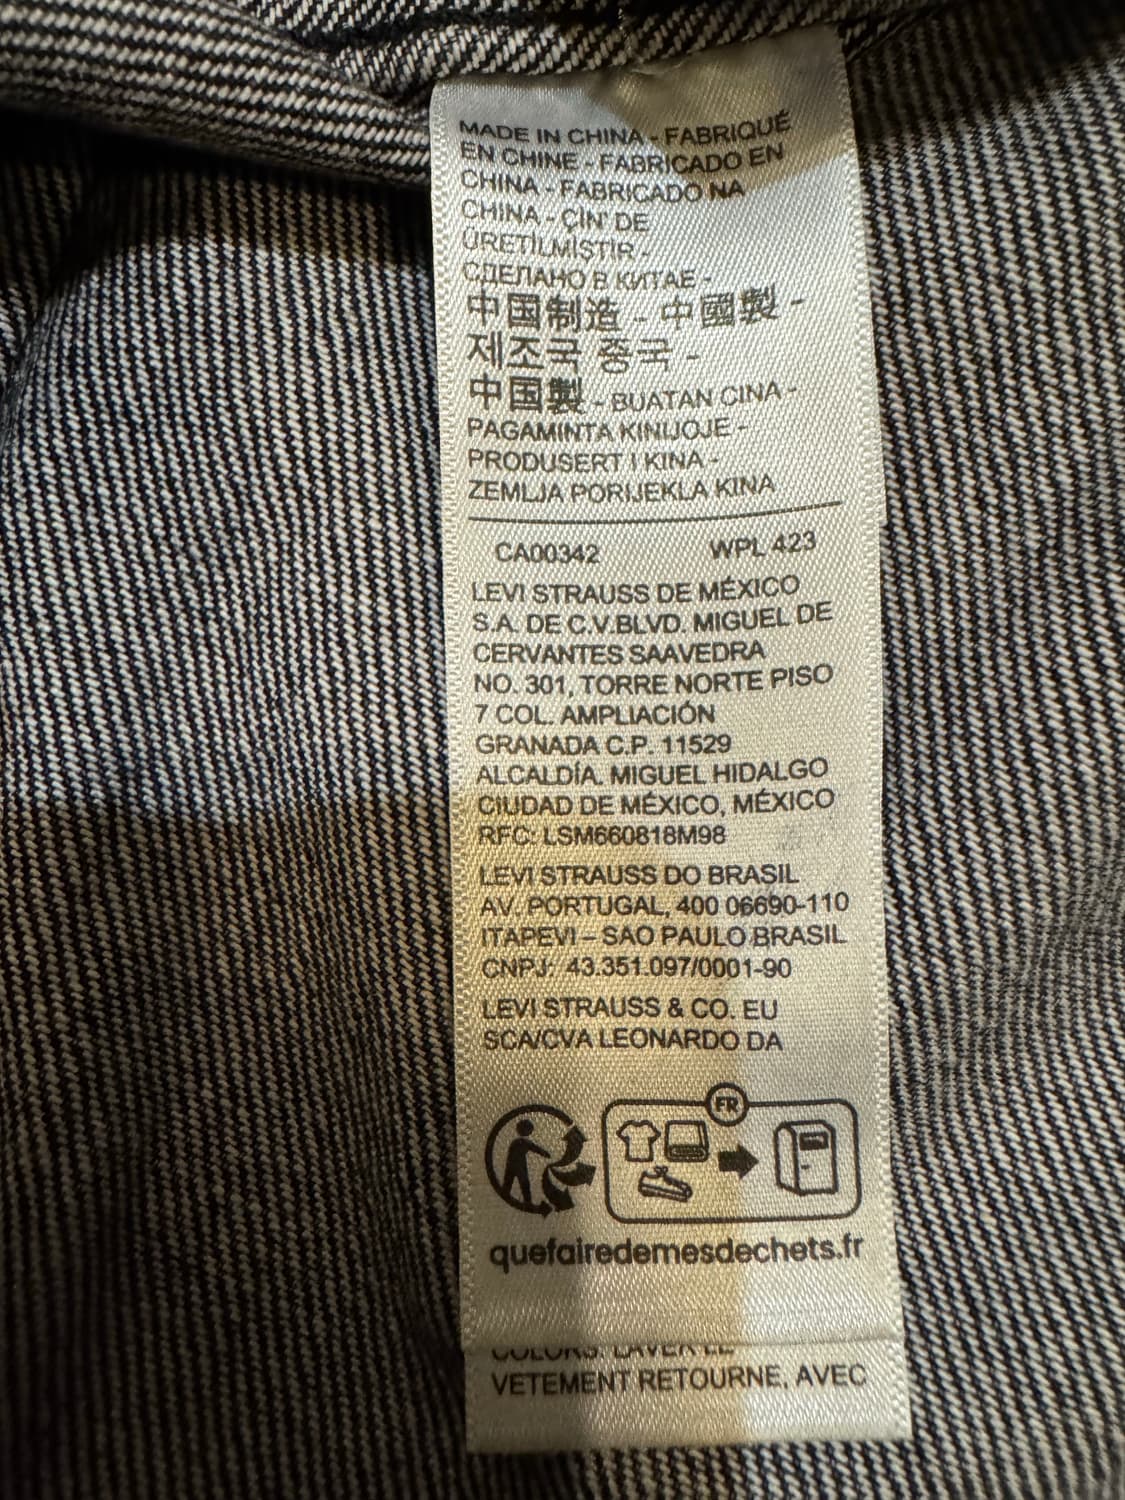 MADE IN CHINA - FABRIQUÉ
EN CHINE - FABRICADO EN
CHINA - FABRICADO NA
CHINA - ÇİN' DE
ÜRETİLMİŞTİR -
СДЕЛАНО В КИТАЕ -
中国制造 - 中國製 -
제조국 중국 -
中国製 - BUATAN CINA -
PAGAMINTA KINIJOJE -
PRODUSERT I KINA -
ZEMLJA PORIJEKLA KINA
CA00342 WPL 423
LEVI STRAUSS DE MÉXICO
S.A. DE C.V.BLVD. MIGUEL DE
CERVANTES SAAVEDRA
NO. 301, TORRE NORTE PISO
7 COL. AMPLIACIÓN
GRANADA C.P. 11529
ALCALDÍA. MIGUEL HIDALGO
CIUDAD DE MÉXICO, MÉXICO
RFC: LSM660818M98
LEVI STRAUSS DO BRASIL
AV. PORTUGAL, 400 06690-110
ITAPEVI – SAO PAULO BRASIL
CNPJ: 43.351.097/0001-90
LEVI STRAUSS & CO. EU
SCA/CVA LEONARDO DA
FR
quefairedemesdechets.fr
COLORS. LAVER LE
VETEMENT RETOURNE, AVEC